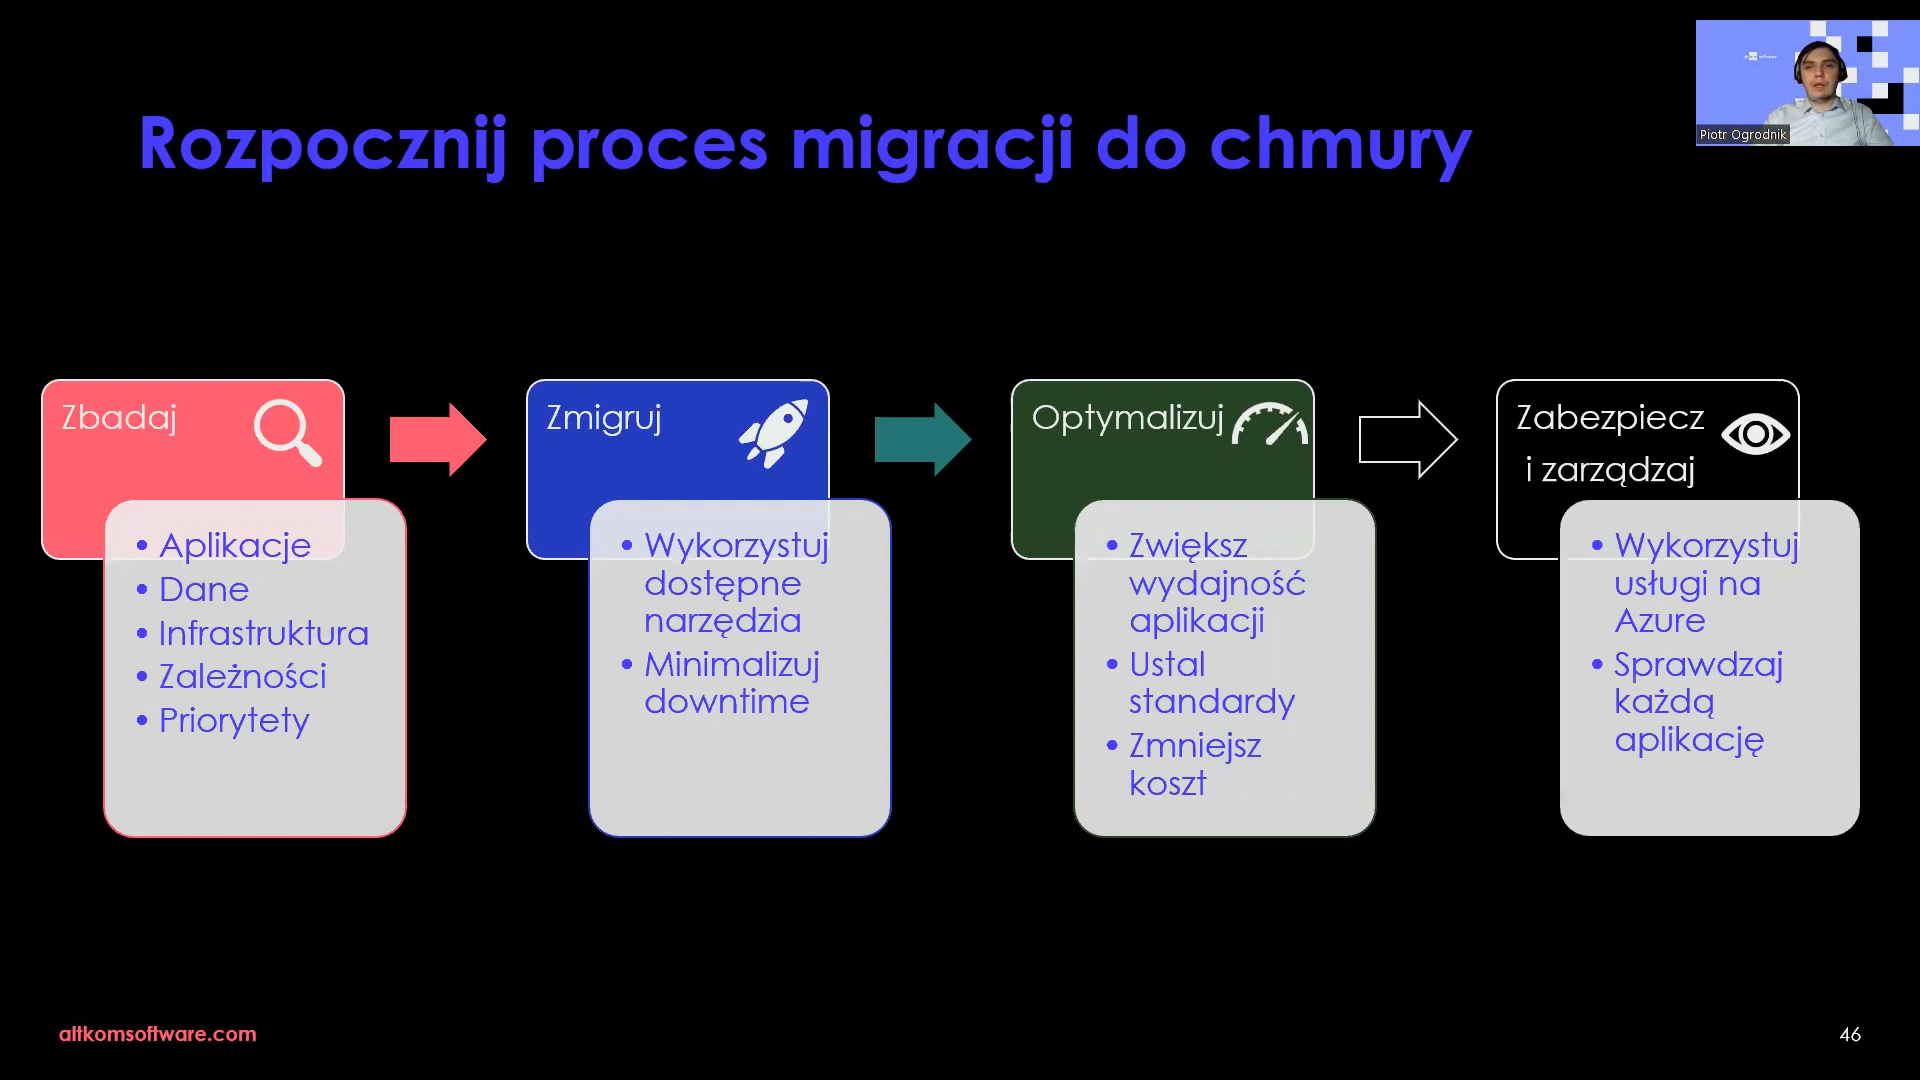 Rozpocznij proces migracji do chmury
Piotr Ogrodnik
Zbadaj
• Aplikacje
• Dane
• Infrastruktura
• Zależności
• Priorytety
Zmigruj
• Wykorzystuj
dostępne
narzędzia
• Minimalizuj
downtime
Optymalizuj
• Zwiększ
wydajność
aplikacji
• Ustal
standardy
• Zmniejsz
koszt
Zabezpiecz
i zarządzaj
• Wykorzystuj
usługi na
Azure
• Sprawdzaj
każdą
aplikację
altkomsoftware.com
46